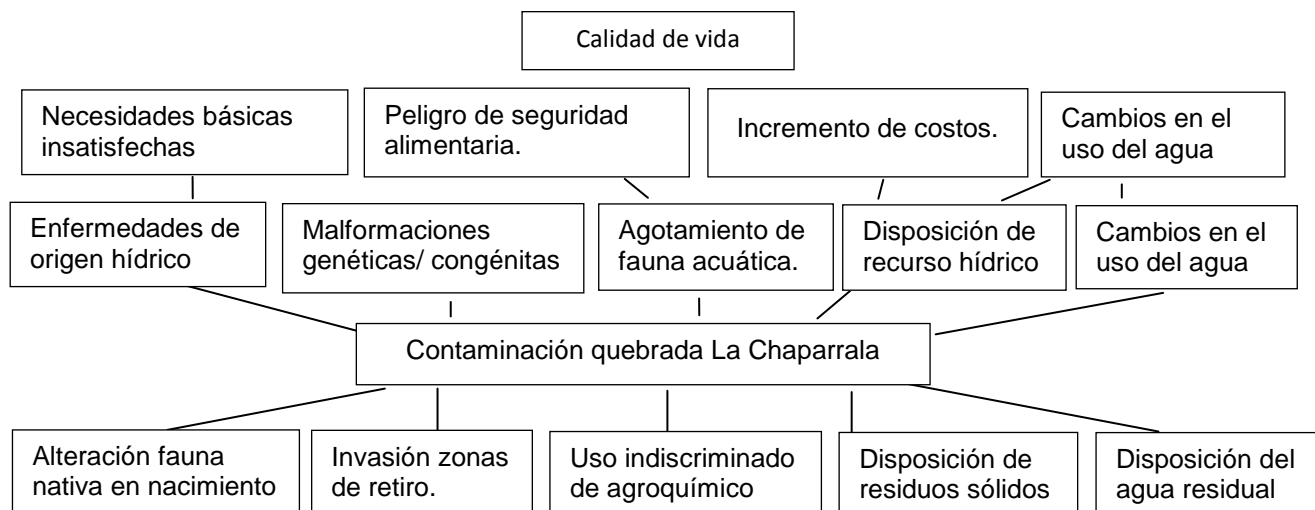 Calidad de vida
Necesidades básicas
insatisfechas
Peligro de seguridad
alimentaria.
Incremento de costos.
Cambios en el
uso del agua
Enfermedades de
origen hídrico
Malformaciones
genéticas/ congénitas
Agotamiento de
fauna acuática.
Disposición de
recurso hídrico
Cambios en el
uso del agua
Contaminación quebrada La Chaparrala
Alteración fauna
nativa en nacimiento
Invasión zonas
de retiro.
Uso indiscriminado
de agroquímico
Disposición de
residuos sólidos
Disposición del
agua residual